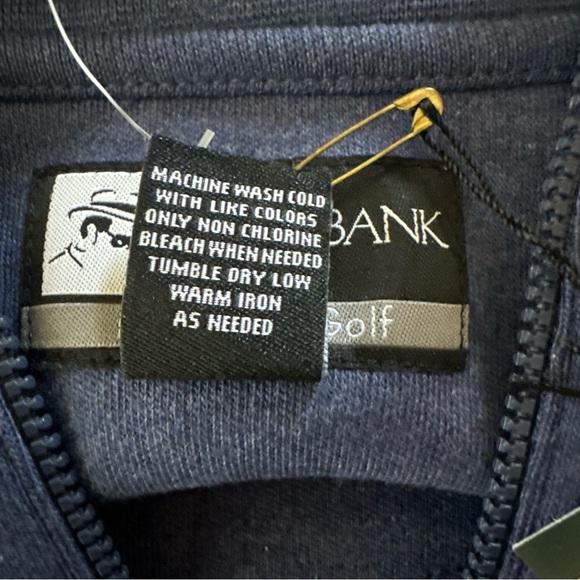 MACHINE WASH COLD
WITH LIKE COLORS
ONLY NON CHLORINE
BLEACH WHEN NEEDED
TUMBLE DRY LOW
WARM IRON
AS NEEDED
BANK
Golf